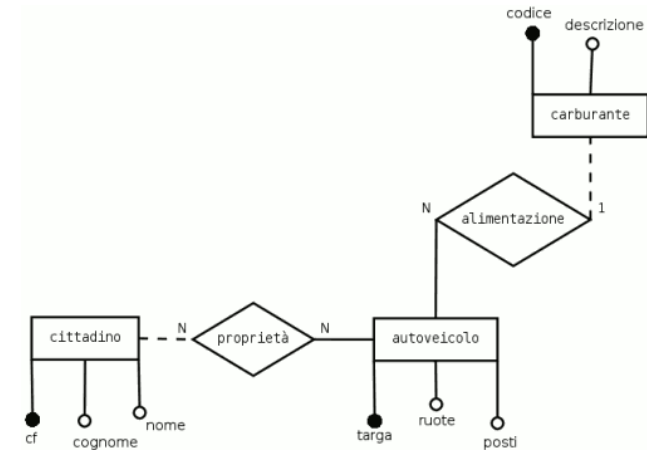 codice
descrizione
carburante
N
alimentazione
1
cittadino
N
proprietà
N
autoveicolo
cf
cognome
nome
targa
ruote
posti